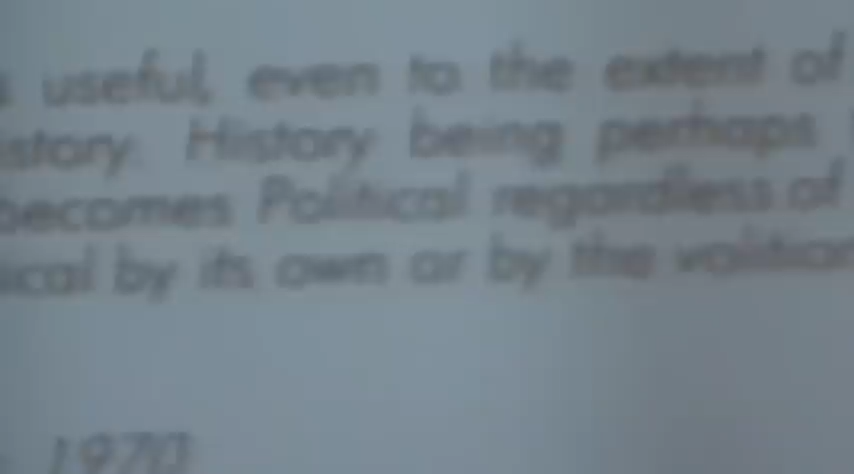 useful, even to the extent of
istory. History being perhaps
becomes Political regardless of
ical by its own or by the volition
1970